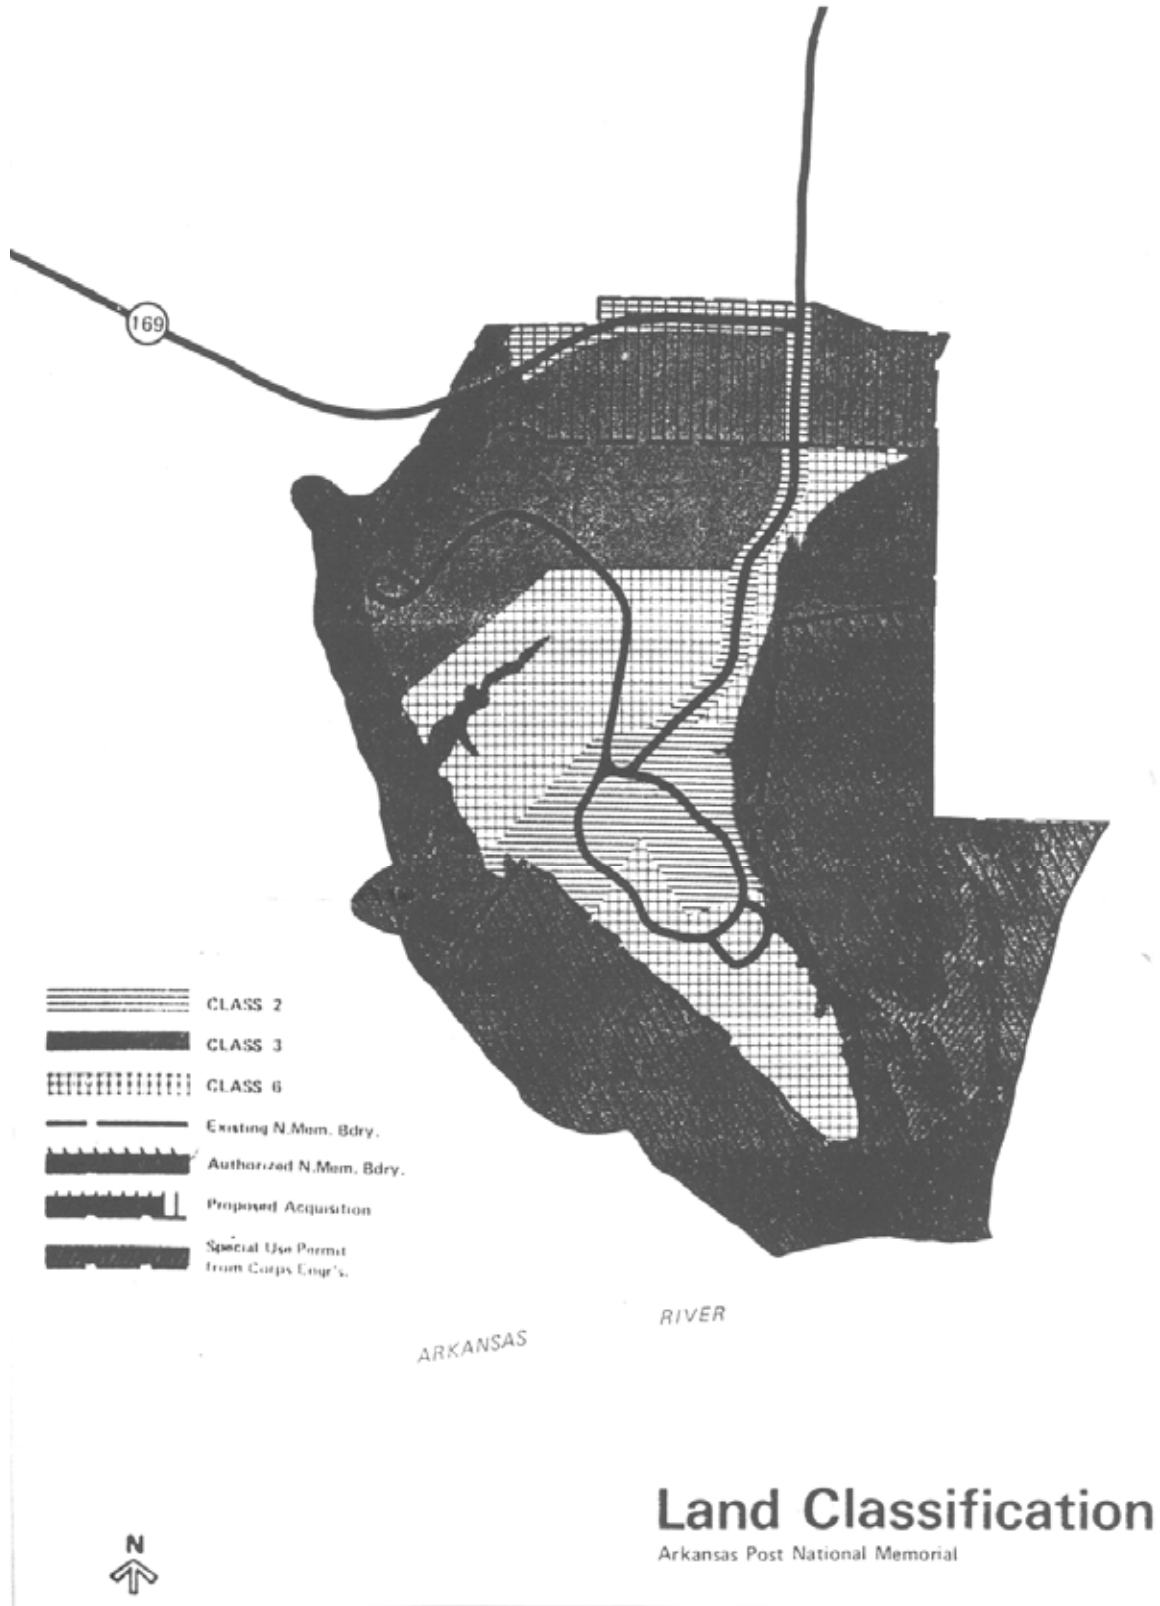 169
CLASS 2
CLASS 3
CLASS 6
Existing N.Mem. Bdry.
Authorized N.Mem. Bdry.
Proposed Acquisition
Special Use Permit
from Corps Engr's.
RIVER
ARKANSAS
Land Classification
Arkansas Post National Memorial
N